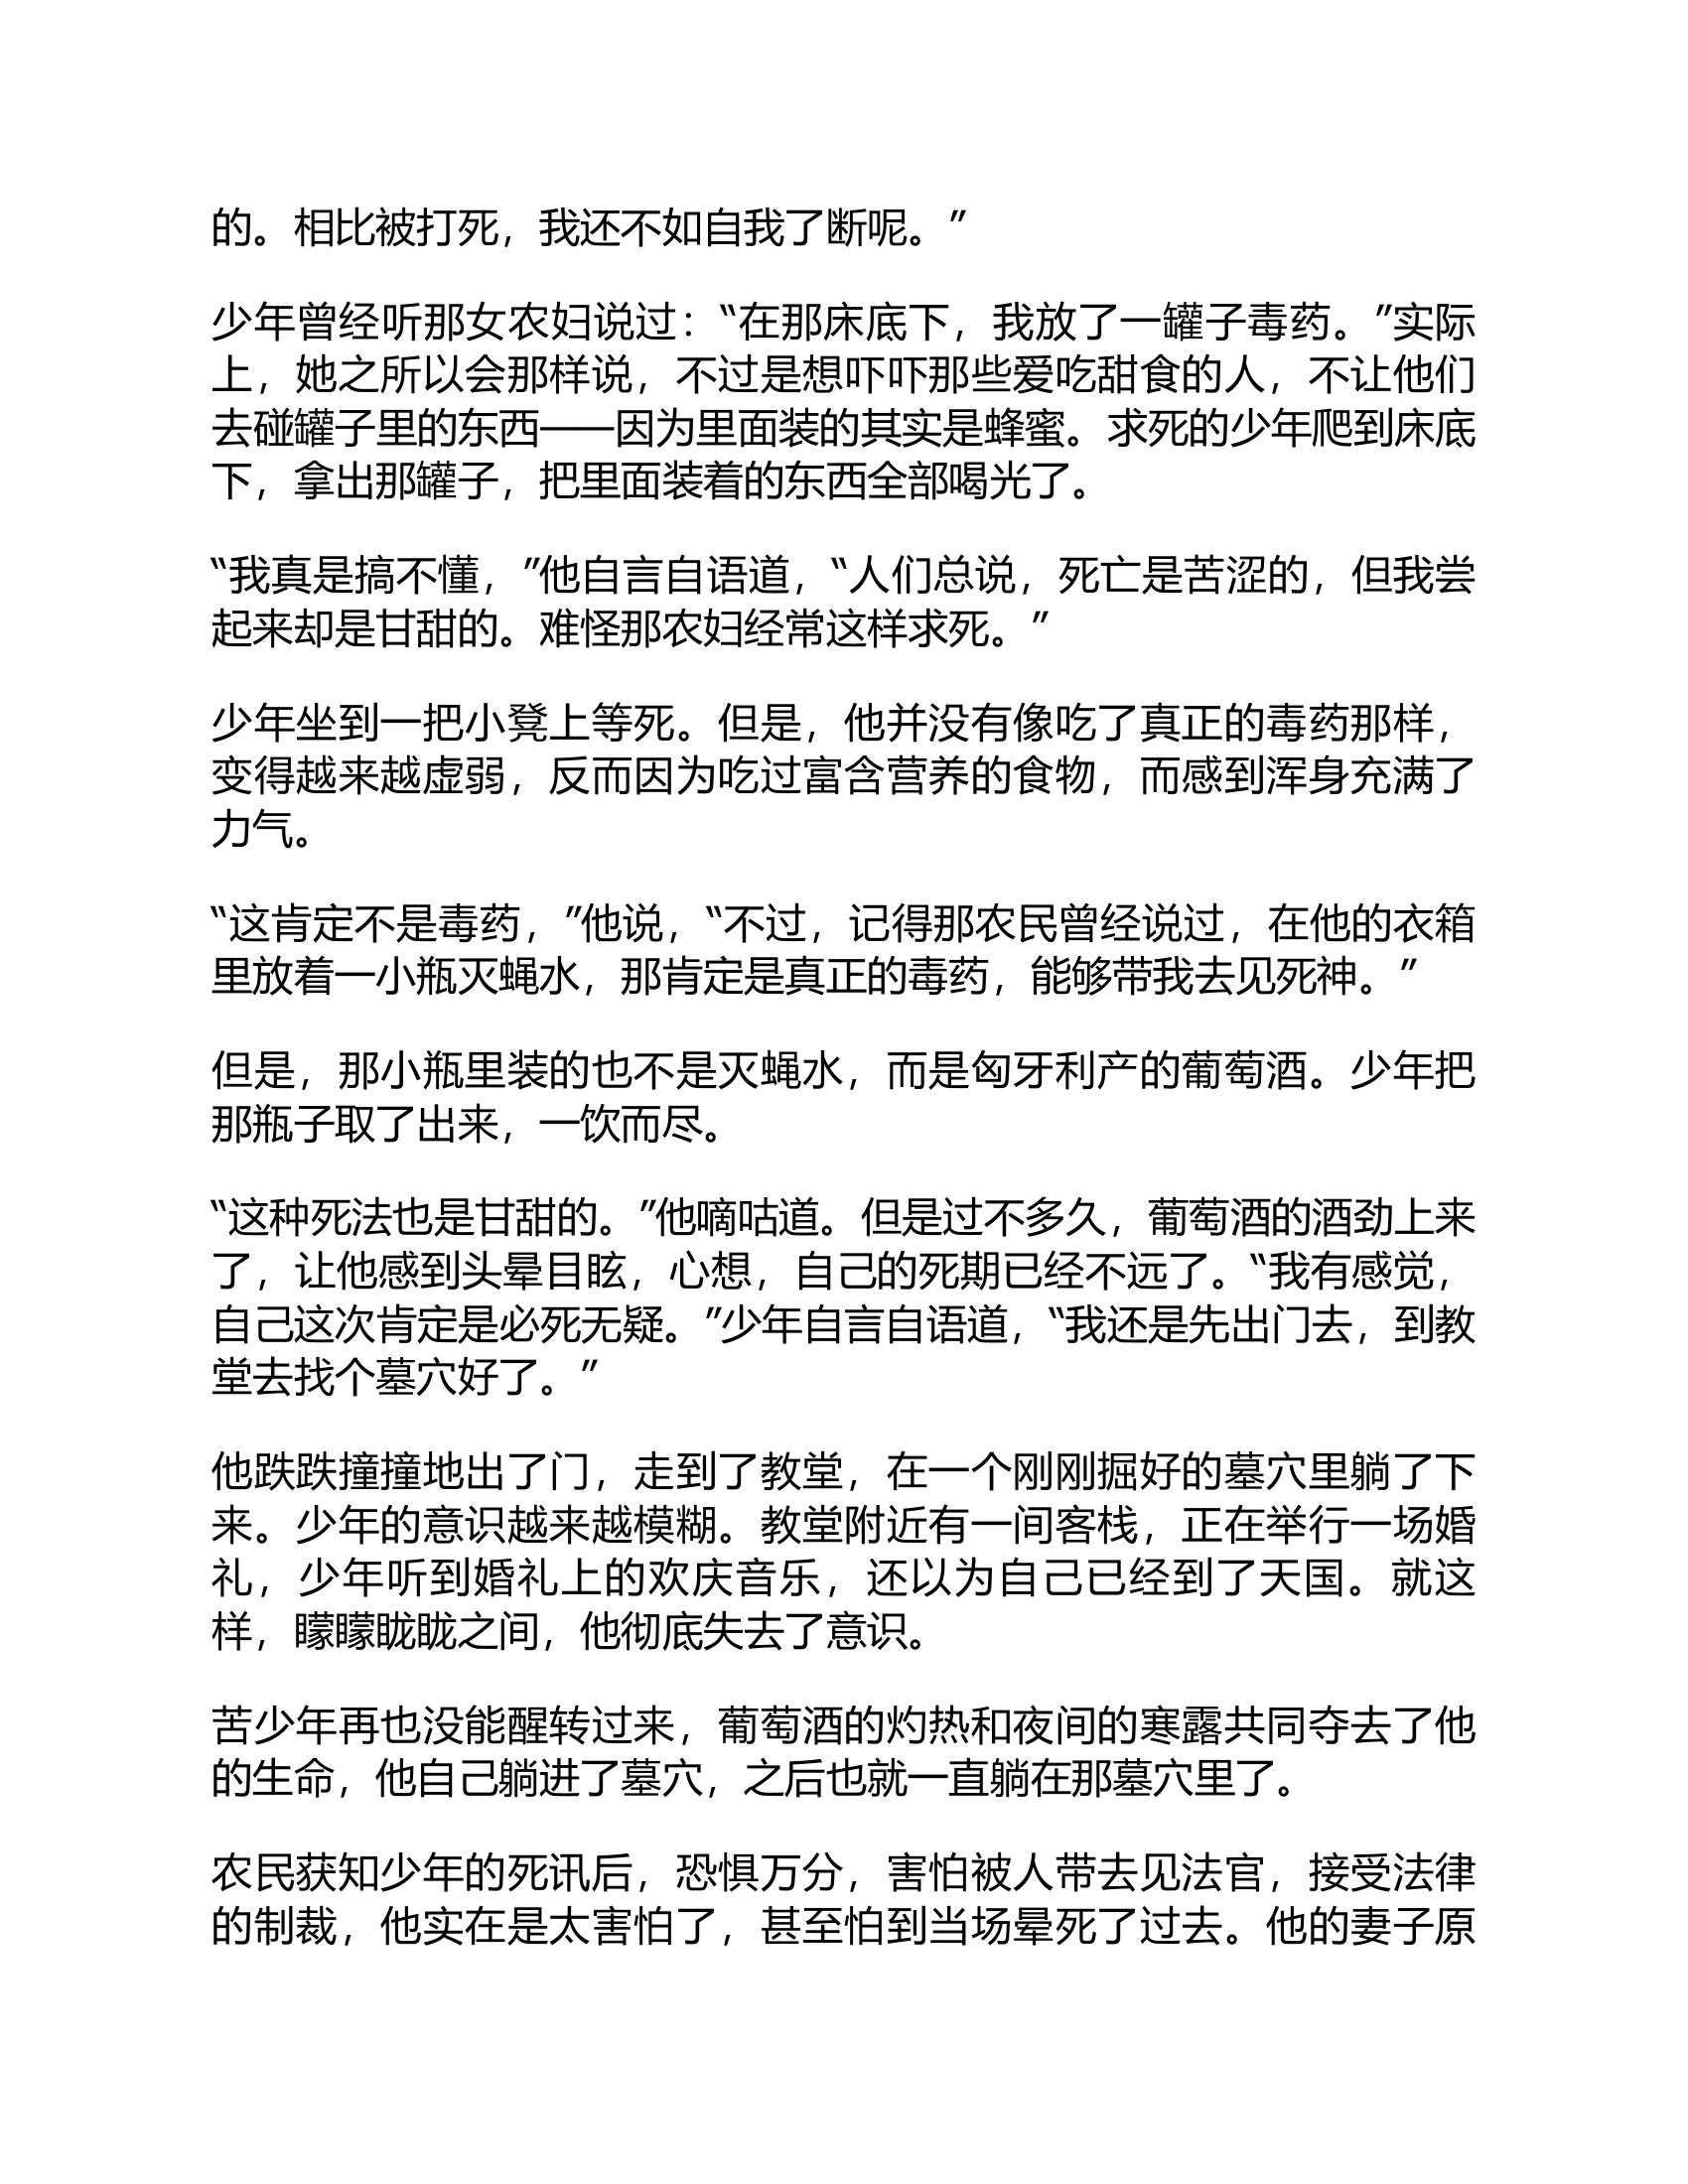 的。相比被打死，我还不如自我了断呢。”
少年曾经听那女农妇说过：“在那床底下，我放了一罐子毒药。”实际
上，她之所以会那样说，不过是想吓吓那些爱吃甜食的人，不让他们
去碰罐子里的东西——因为里面装的其实是蜂蜜。求死的少年爬到床底
下，拿出那罐子，把里面装着的东西全部喝光了。
“我真是搞不懂，”他自言自语道，“人们总说，死亡是苦涩的，但我尝
起来却是甘甜的。难怪那农妇经常这样求死。”
少年坐到一把小凳上等死。但是，他并没有像吃了真正的毒药那样，
变得越来越虚弱，反而因为吃过富含营养的食物，而感到浑身充满了
力气。
“这肯定不是毒药，”他说，“不过，记得那农民曾经说过，在他的衣箱
里放着一小瓶灭蝇水，那肯定是真正的毒药，能够带我去见死神。”
但是，那小瓶里装的也不是灭蝇水，而是匈牙利产的葡萄酒。少年把
那瓶子取了出来，一饮而尽。
“这种死法也是甘甜的。”他嘀咕道。但是过不多久，葡萄酒的酒劲上来
了，让他感到头晕目眩，心想，自己的死期已经不远了。“我有感觉，
自己这次肯定是必死无疑。”少年自言自语道，“我还是先出门去，到教
堂去找个墓穴好了。”
他跌跌撞撞地出了门，走到了教堂，在一个刚刚掘好的墓穴里躺了下
来。少年的意识越来越模糊。教堂附近有一间客栈，正在举行一场婚
礼，少年听到婚礼上的欢庆音乐，还以为自己已经到了天国。就这
样，矇矇眬眬之间，他彻底失去了意识。
苦少年再也没能醒转过来，葡萄酒的灼热和夜间的寒露共同夺去了他
的生命，他自己躺进了墓穴，之后也就一直躺在那墓穴里了。
农民获知少年的死讯后，恐惧万分，害怕被人带去见法官，接受法律
的制裁，他实在是太害怕了，甚至怕到当场晕死了过去。他的妻子原